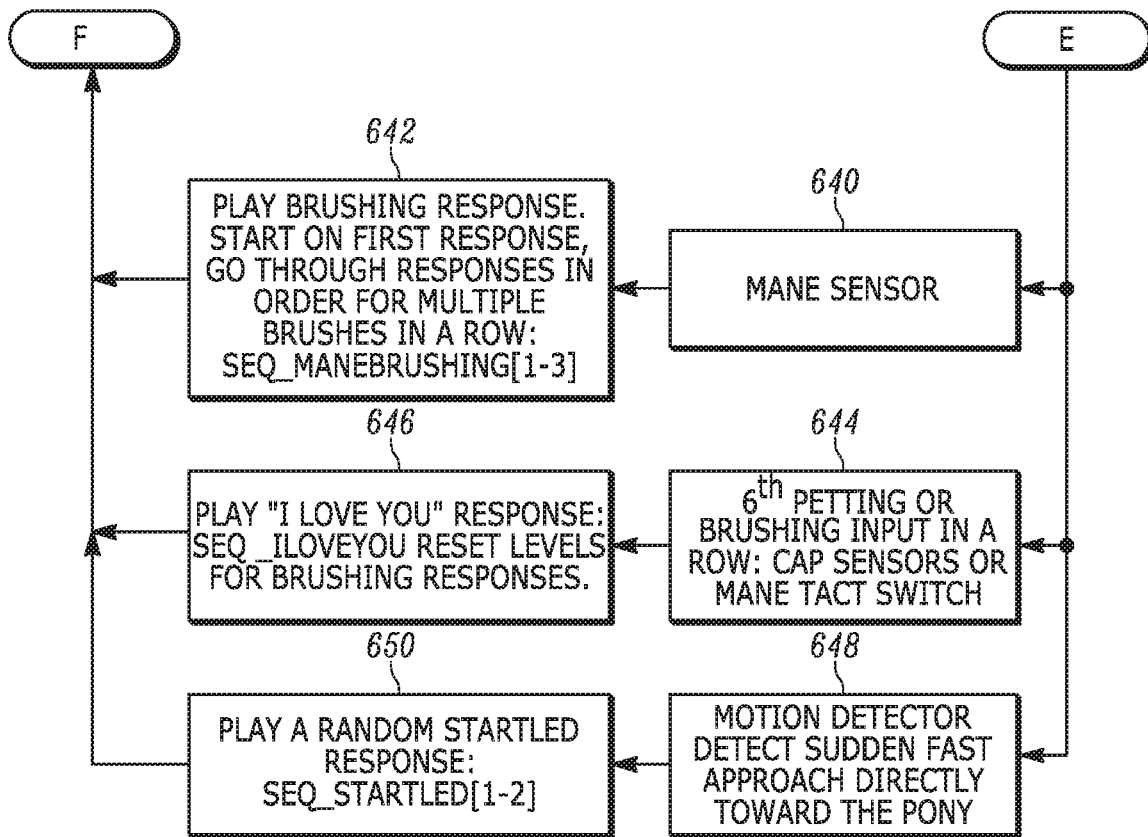 F
E
642
PLAY BRUSHING RESPONSE.
START ON FIRST RESPONSE,
GO THROUGH RESPONSES IN
ORDER FOR MULTIPLE
BRUSHES IN A ROW:
SEQ_MANEBRUSHING[1-3]
640
MANE SENSOR
646
PLAY "I LOVE YOU" RESPONSE:
SEQ_ILOVEYOU RESET LEVELS
FOR BRUSHING RESPONSES.
644
6th PETTING OR
BRUSHING INPUT IN A
ROW: CAP SENSORS OR
MANE TACT SWITCH
650
PLAY A RANDOM STARTLED
RESPONSE:
SEQ_STARTLED[1-2]
648
MOTION DETECTOR
DETECT SUDDEN FAST
APPROACH DIRECTLY
TOWARD THE PONY